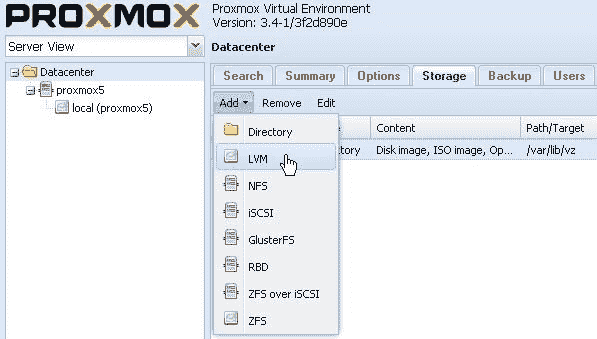 PROXMOX
Proxmox Virtual Environment
Version: 3.4-1/3f2d890e
Server View
Datacenter
proxmox5
local (proxmox5)
Datacenter
Search Summary Options Storage Backup Users
Add Remove Edit
Content Path/Target
tory Disk image, ISO image, Op... /var/lib/vz
Directory
LVM
NFS
iSCSI
GlusterFS
RBD
ZFS over iSCSI
ZFS